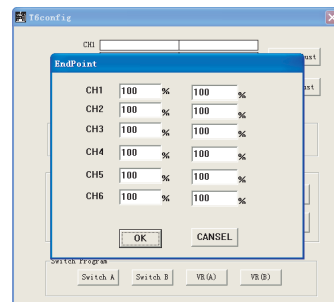 T6config
CH1
ust
EndPoint
ust
CH1 100 % 100 %
CH2 100 % 100 %
CH3 100 % 100 %
CH4 100 % 100 %
CH5 100 % 100 %
CH6 100 % 100 %
OK CANSEL
Switch Program
Switch A Switch B VR(A) VR(B)